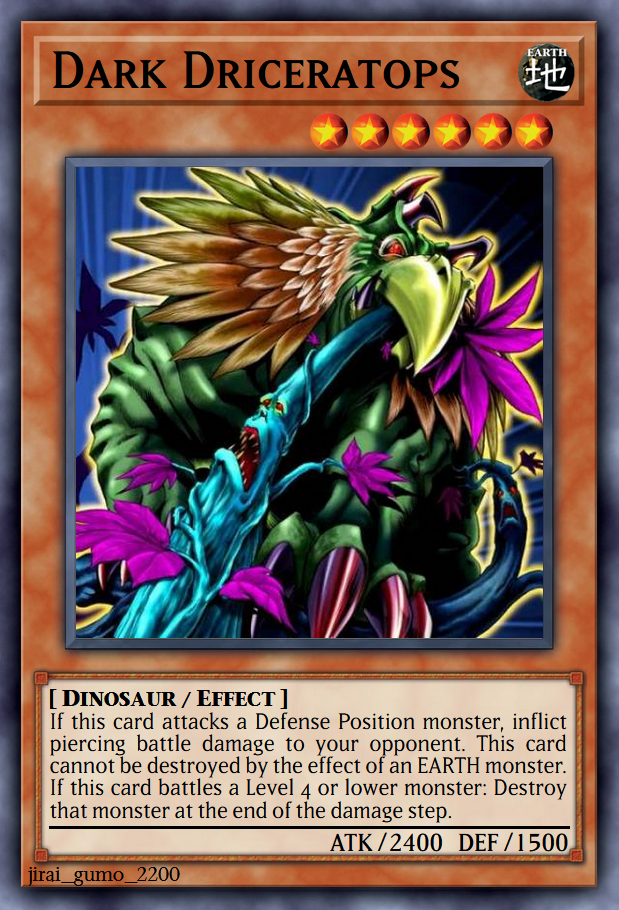 Dark Driceratops
EARTH
地
[ Dinosaur / Effect ]
If this card attacks a Defense Position monster, inflict
piercing battle damage to your opponent. This card
cannot be destroyed by the effect of an EARTH monster.
If this card battles a Level 4 or lower monster: Destroy
that monster at the end of the damage step.
ATK/2400 DEF/1500
jirai_gumo_2200